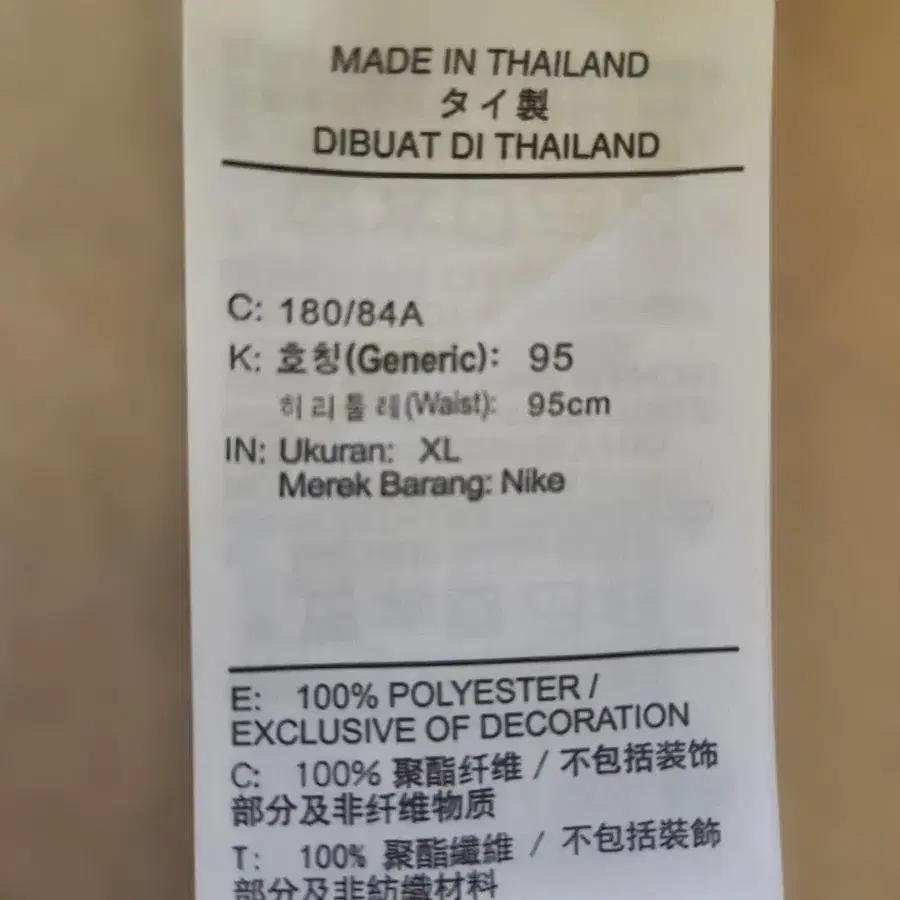 MADE IN THAILAND
タイ製
DIBUAT DI THAILAND
C: 180/84A
K: 호칭(Generic): 95
허리둘레(Waist): 95cm
IN: Ukuran: XL
Merek Barang: Nike
E: 100% POLYESTER /
EXCLUSIVE OF DECORATION
C: 100% 聚酯纤维 / 不包括装饰
部分及非纤维物质
T: 100% 聚酯纖維 / 不包括裝飾
部分及非紡織材料